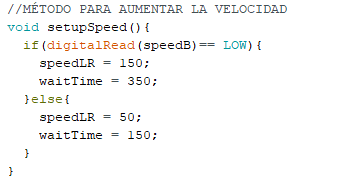 //MÉTODO PARA AUMENTAR LA VELOCIDAD
void setupSpeed(){
  if(digitalRead(speedB)== LOW){
    speedLR = 150;
    waitTime = 350;
  }else{
    speedLR = 50;
    waitTime = 150;
  }
}